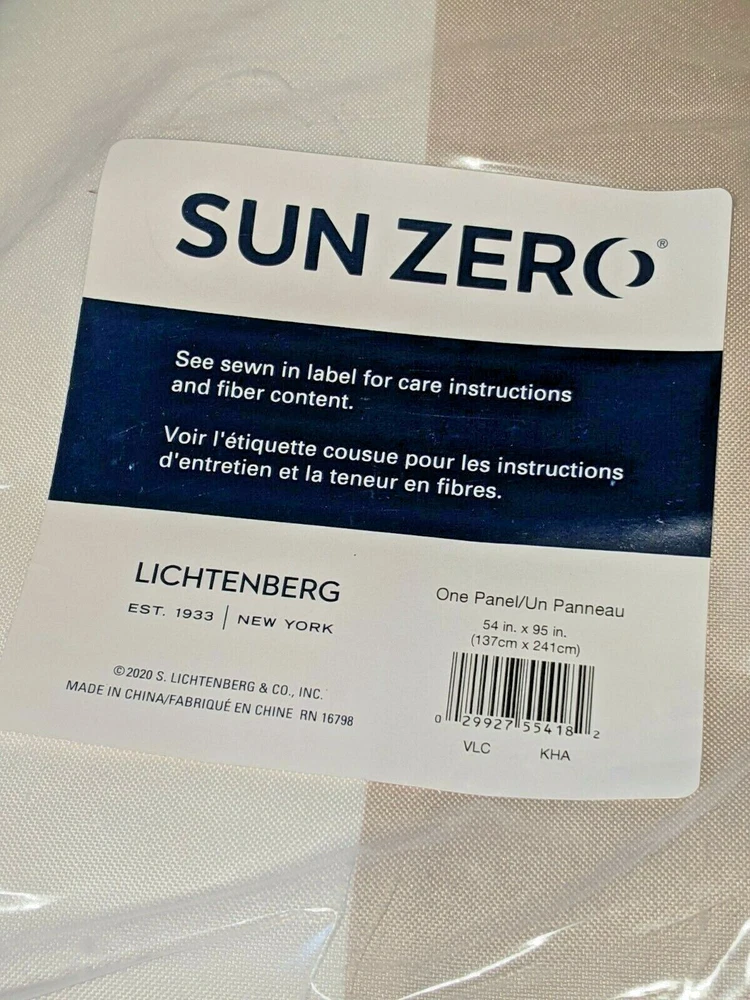 SUN ZERO®
See sewn in label for care instructions
and fiber content.
Voir l'étiquette cousue pour les instructions
d'entretien et la teneur en fibres.
LICHTENBERG
EST. 1933 | NEW YORK
©2020 S. LICHTENBERG & CO., INC.
MADE IN CHINA/FABRIQUÉ EN CHINE RN 16798
One Panel/Un Panneau
54 in. x 95 in.
(137cm x 241cm)
0 29927 55418 2
VLC KHA